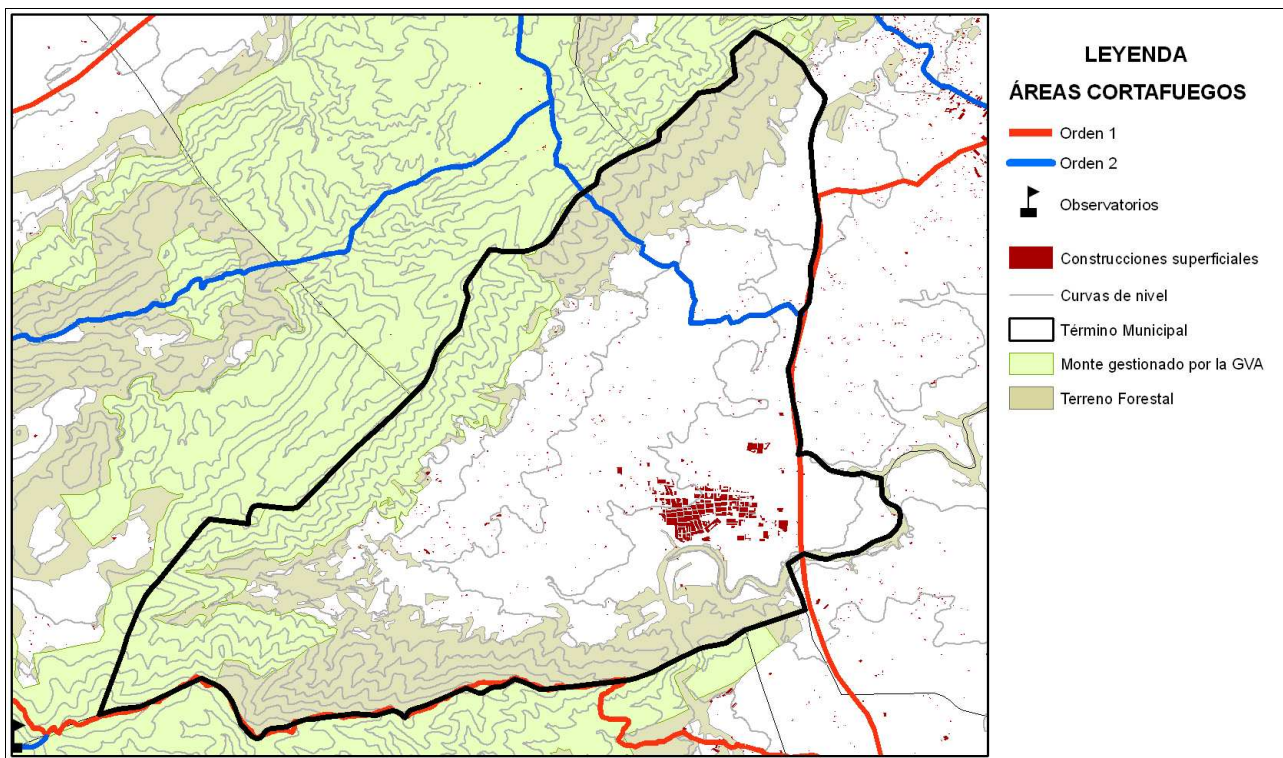 LEYENDA
ÁREAS CORTAFUEGOS
Orden 1
Orden 2
Observatorios
Construcciones superficiales
Curvas de nivel
Término Municipal
Monte gestionado por la GVA
Terreno Forestal